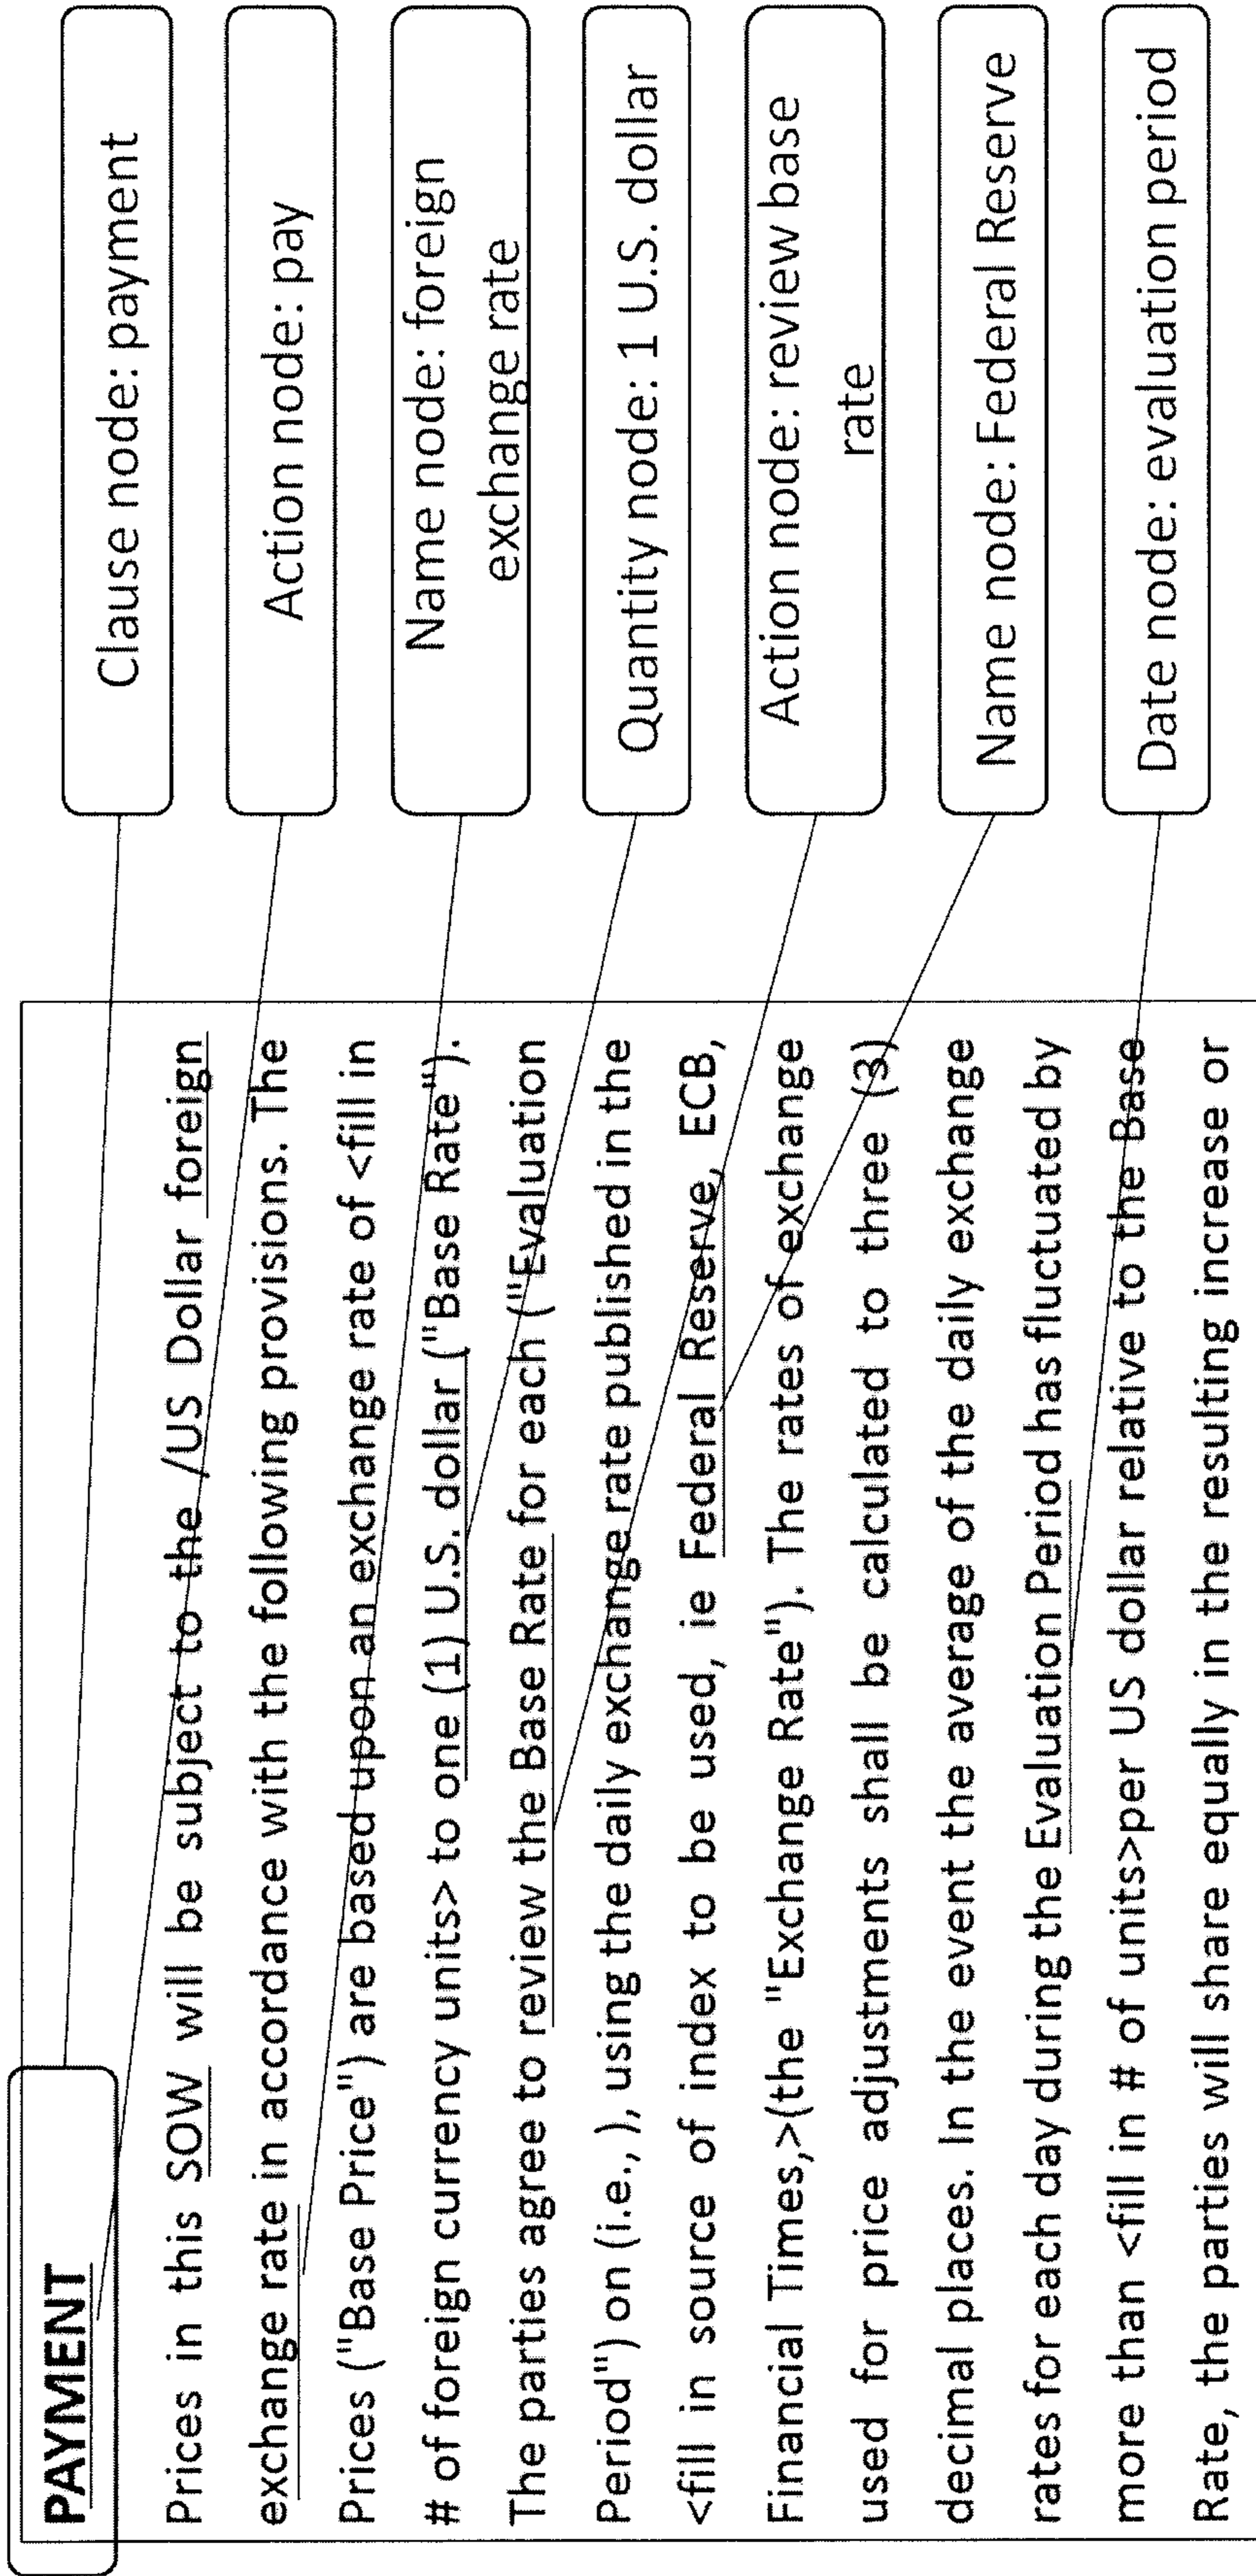 PAYMENT
Prices in this SOW will be subject to the /US Dollar foreign
exchange rate in accordance with the following provisions. The
Prices ("Base Price") are based upon an exchange rate of <fill in
# of foreign currency units> to one (1) U.S. dollar ("Base Rate").
The parties agree to review the Base Rate for each ("Evaluation
Period") on (i.e., ), using the daily exchange rate published in the
<fill in source of index to be used, ie Federal Reserve, ECB,
Financial Times,>(the "Exchange Rate"). The rates of exchange
used for price adjustments shall be calculated to three (3)
decimal places. In the event the average of the daily exchange
rates for each day during the Evaluation Period has fluctuated by
more than <fill in # of units>per US dollar relative to the Base
Rate, the parties will share equally in the resulting increase or
Clause node: payment
Action node: pay
Name node: foreign
exchange rate
Quantity node: 1 U.S. dollar
Action node: review base
rate
Name node: Federal Reserve
Date node: evaluation period